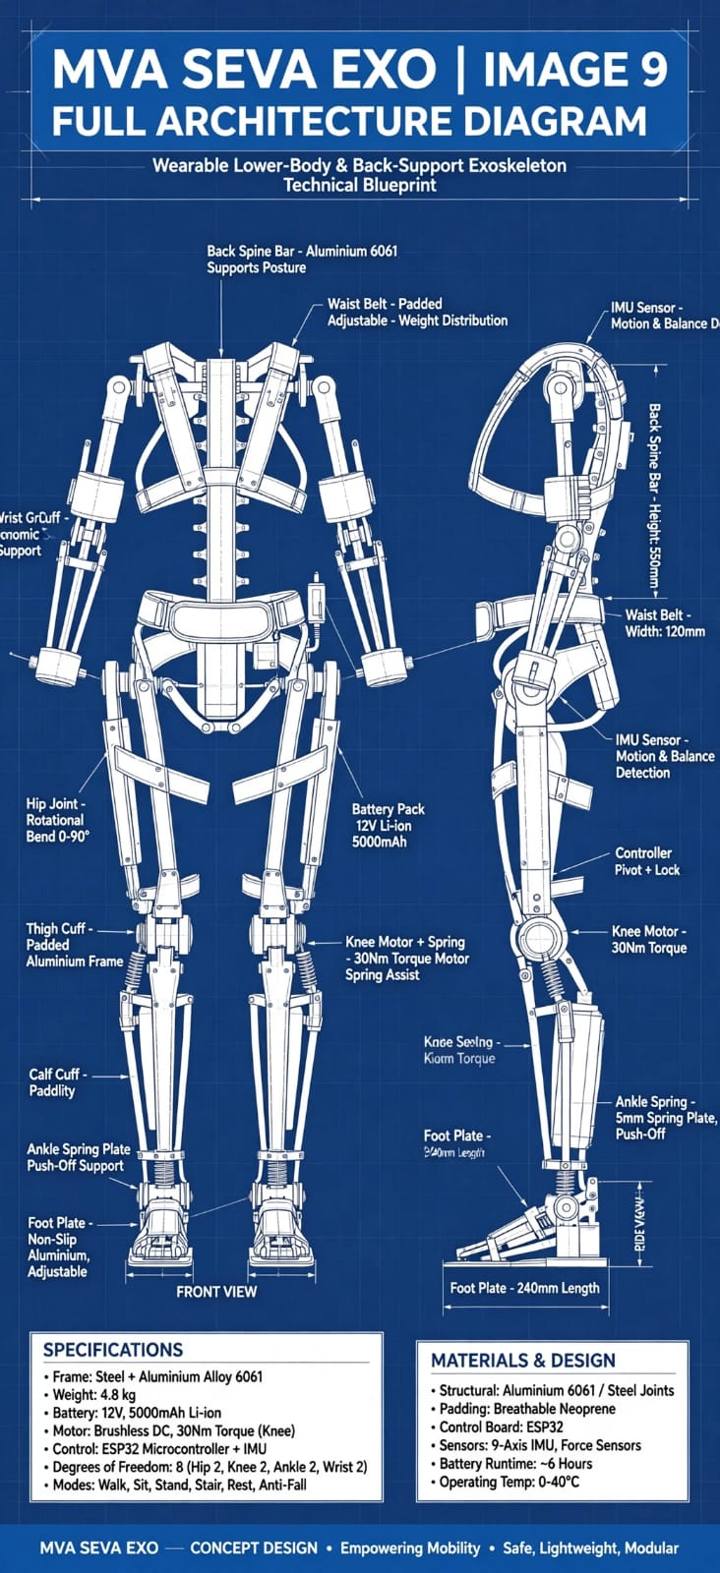 MVA SEVA EXO | IMAGE 9
FULL ARCHITECTURE DIAGRAM
Wearable Lower-Body & Back-Support Exoskeleton
Technical Blueprint
Back Spine Bar - Aluminium 6061
Supports Posture
Waist Belt - Padded
Adjustable - Weight Distribution
IMU Sensor -
Motion & Balance D
Back Spine Bar - Height: 550mm
Support
Waist Belt -
Width: 120mm
IMU Sensor -
Motion & Balance
Detection
Hip Joint -
Rotational
Bend 0-90°
Battery Pack
12V Li-ion
5000mAh
Controller
Pivot + Lock
Thigh Cuff -
Padded
Aluminium Frame
Knee Motor + Spring
- 30Nm Torque Motor
Spring Assist
Knee Motor -
30Nm Torque
Torque
Calf Cuff -
Paddlity
Ankle Spring -
5mm Spring Plate,
Push-Off
Ankle Spring Plate
Push-Off Support
Foot Plate -
Length
Foot Plate -
Non-Slip
Aluminium,
Adjustable
FRONT VIEW
Foot Plate - 240mm Length
SPECIFICATIONS
• Frame: Steel + Aluminium Alloy 6061
• Weight: 4.8 kg
• Battery: 12V, 5000mAh Li-ion
• Motor: Brushless DC, 30Nm Torque (Knee)
• Control: ESP32 Microcontroller + IMU
• Degrees of Freedom: 8 (Hip 2, Knee 2, Ankle 2, Wrist 2)
• Modes: Walk, Sit, Stand, Stair, Rest, Anti-Fall
MATERIALS & DESIGN
• Structural: Aluminium 6061 / Steel Joints
• Padding: Breathable Neoprene
• Control Board: ESP32
• Sensors: 9-Axis IMU, Force Sensors
• Battery Runtime: ~6 Hours
• Operating Temp: 0-40°C
MVA SEVA EXO — CONCEPT DESIGN • Empowering Mobility • Safe, Lightweight, Modular